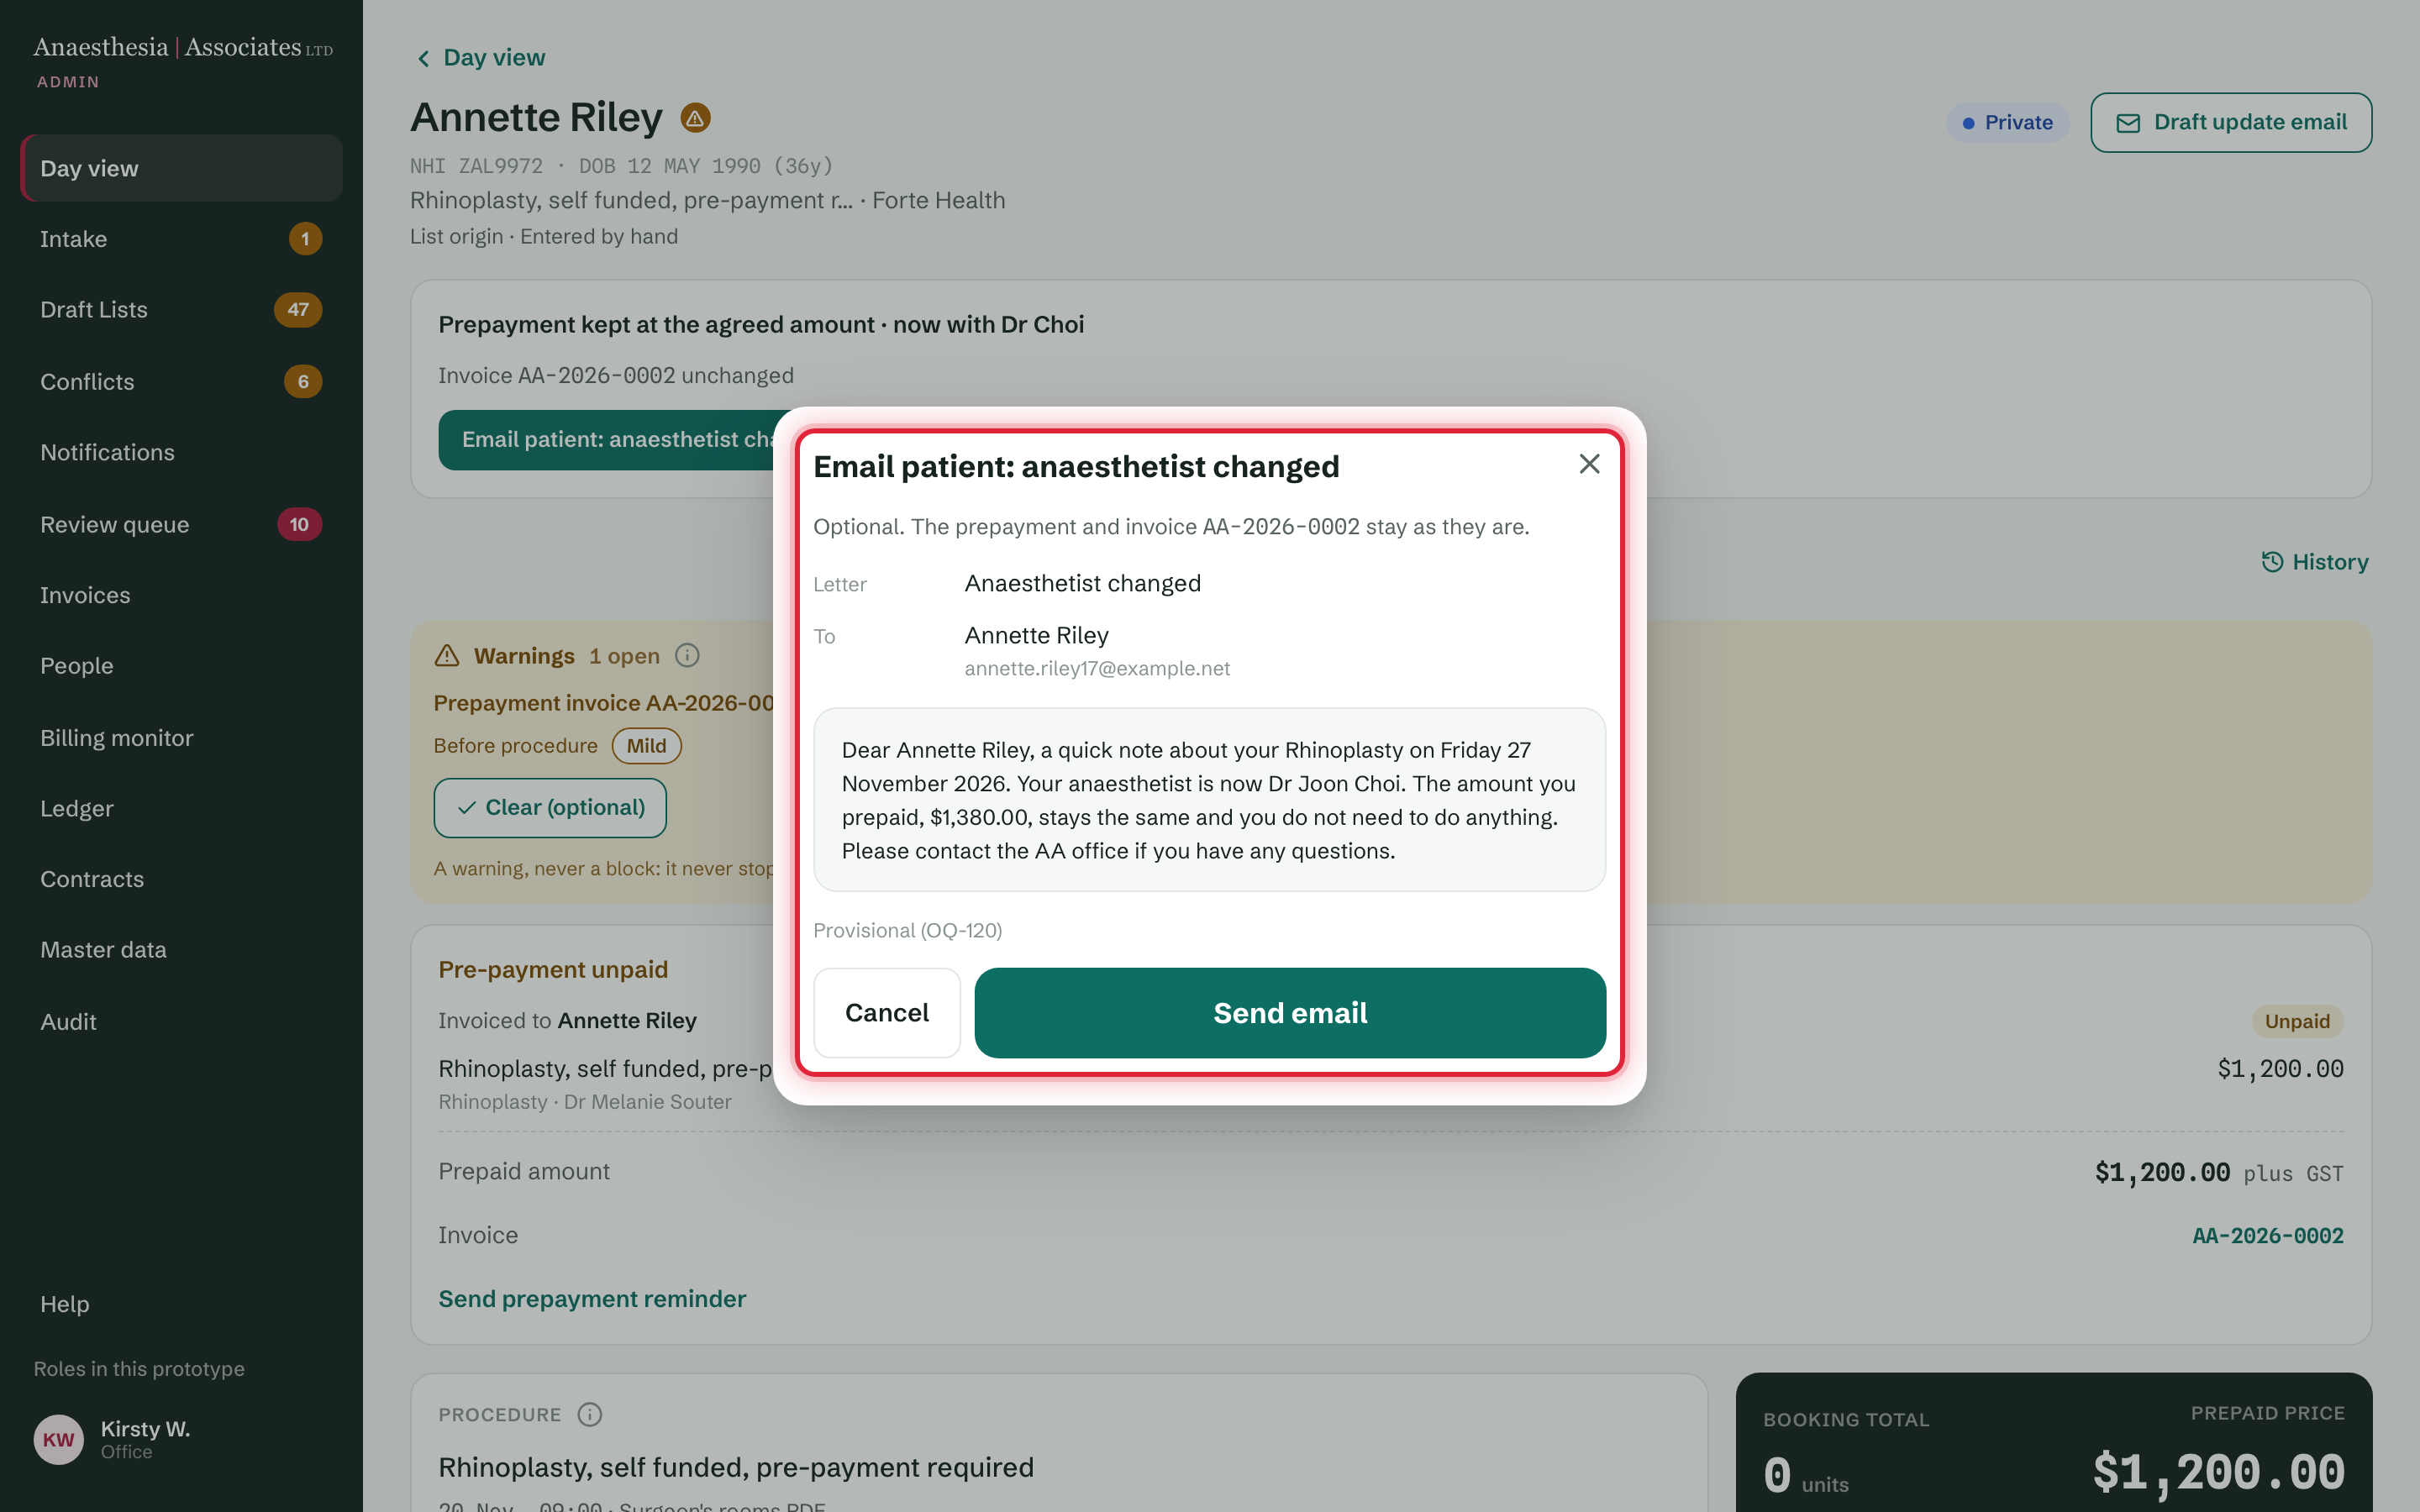 Anaesthesia | Associates LTD
ADMIN
Day view
Intake 1
Draft Lists 47
Conflicts 6
Notifications
Review queue 10
Invoices
People
Billing monitor
Ledger
Contracts
Master data
Audit
Help
Roles in this prototype
KW
Kirsty W.
Office
Day view
Annette Riley
Private
Draft update email
NHI ZAL9972 · DOB 12 MAY 1990 (36y)
Rhinoplasty, self funded, pre-payment r... · Forte Health
List origin · Entered by hand
Prepayment kept at the agreed amount · now with Dr Choi
Invoice AA-2026-0002 unchanged
Email patient: anaesthetist cha
History
Warnings 1 open
Prepayment invoice AA-2026-00
Before procedure Mild
Clear (optional)
A warning, never a block: it never stop
Email patient: anaesthetist changed
Optional. The prepayment and invoice AA-2026-0002 stay as they are.
Letter Anaesthetist changed
To Annette Riley
annette.riley17@example.net
Dear Annette Riley, a quick note about your Rhinoplasty on Friday 27
November 2026. Your anaesthetist is now Dr Joon Choi. The amount you
prepaid, $1,380.00, stays the same and you do not need to do anything.
Please contact the AA office if you have any questions.
Provisional (OQ-120)
Cancel
Send email
Pre-payment unpaid
Invoiced to Annette Riley
Unpaid
Rhinoplasty, self funded, pre-p
$1,200.00
Rhinoplasty · Dr Melanie Souter
Prepaid amount
$1,200.00 plus GST
Invoice
AA-2026-0002
Send prepayment reminder
PROCEDURE
Rhinoplasty, self funded, pre-payment required
20 Nov, 09:00 · Surgeon's rooms PDF
BOOKING TOTAL
PREPAID PRICE
0 units
$1,200.00